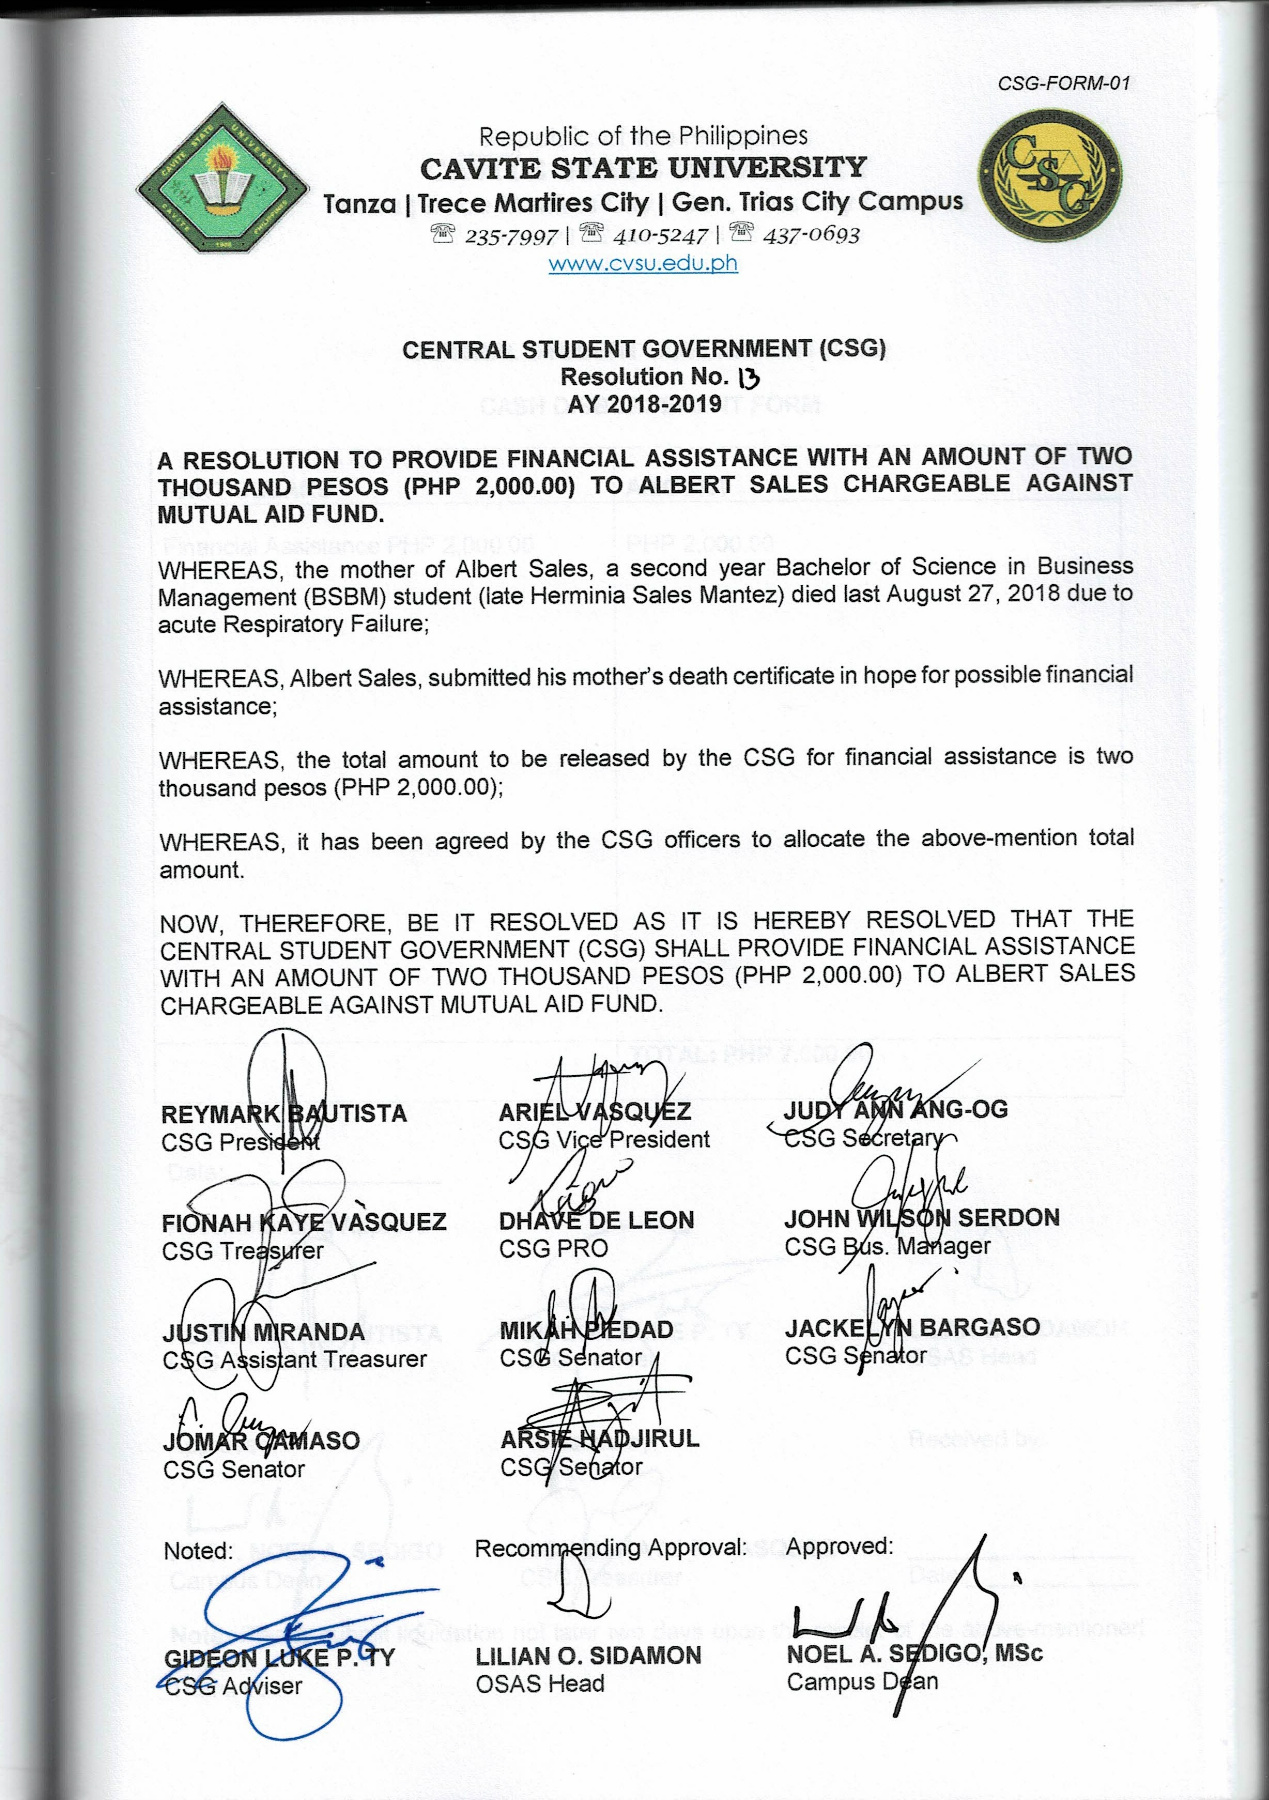 CSG-FORM-01
Republic of the Philippines
CAVITE STATE UNIVERSITY
Tanza | Trece Martires City | Gen. Trias City Campus
☏ 235-7997 | ☏ 410-5247 | ☏ 437-0693
www.cvsu.edu.ph
CAVITE STATE UNIVERSITY
CAVITE PHILIPPINES
1906
CSG
CENTRAL STUDENT GOVERNMENT (CSG)
Resolution No. 13
AY 2018-2019
A RESOLUTION TO PROVIDE FINANCIAL ASSISTANCE WITH AN AMOUNT OF TWO
THOUSAND PESOS (PHP 2,000.00) TO ALBERT SALES CHARGEABLE AGAINST
MUTUAL AID FUND.
WHEREAS, the mother of Albert Sales, a second year Bachelor of Science in Business
Management (BSBM) student (late Herminia Sales Mantez) died last August 27, 2018 due to
acute Respiratory Failure;
WHEREAS, Albert Sales, submitted his mother's death certificate in hope for possible financial
assistance;
WHEREAS, the total amount to be released by the CSG for financial assistance is two
thousand pesos (PHP 2,000.00);
WHEREAS, it has been agreed by the CSG officers to allocate the above-mention total
amount.
NOW, THEREFORE, BE IT RESOLVED AS IT IS HEREBY RESOLVED THAT THE
CENTRAL STUDENT GOVERNMENT (CSG) SHALL PROVIDE FINANCIAL ASSISTANCE
WITH AN AMOUNT OF TWO THOUSAND PESOS (PHP 2,000.00) TO ALBERT SALES
CHARGEABLE AGAINST MUTUAL AID FUND.
REYMARK BAUTISTA ARIEL VASQUEZ JUDY ANN ANG-OG
CSG President CSG Vice President CSG Secretary
FIONAH KAYE VASQUEZ DHAVE DE LEON JOHN WILSON SERDON
CSG Treasurer CSG PRO CSG Bus. Manager
JUSTIN MIRANDA MIKAH PIEDAD JACKELYN BARGASO
CSG Assistant Treasurer CSG Senator CSG Senator
JOMAR CAMASO ARSIE HADJIRUL
CSG Senator CSG Senator
Noted: Recommending Approval: Approved:
GIDEON LUKE P. TY LILIAN O. SIDAMON NOEL A. SEDIGO, MSc
CSG Adviser OSAS Head Campus Dean